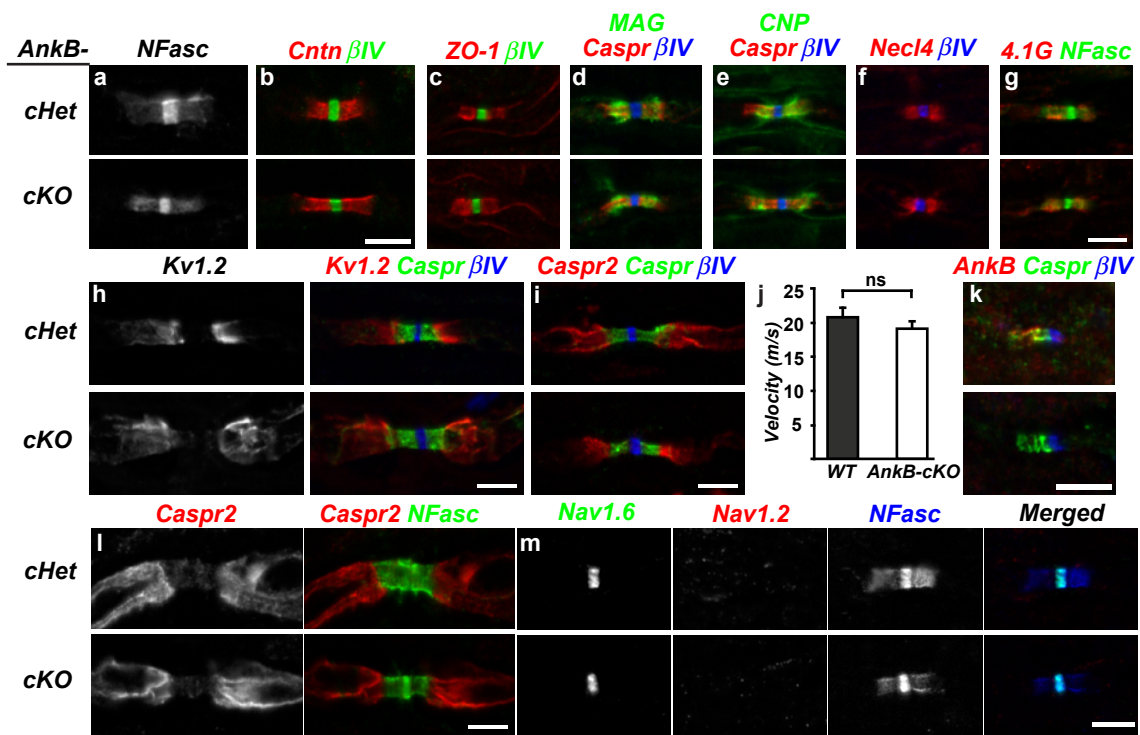 MAG CNP
AnkB- NFasc Cntn βIV ZO-1 βIV Caspr βIV Caspr βIV Necl4 βIV 4.1G NFasc
a b c d e f g
cHet
cKO
Kv1.2 Kv1.2 Caspr βIV Caspr2 Caspr βIV AnkB Caspr βIV
h i j k
cHet
cKO
ns
25
20
15
10
5
Velocity (m/s)
WT AnkB-cKO
Caspr2 Caspr2 NFasc Nav1.6 Nav1.2 NFasc Merged
l m
cHet
cKO